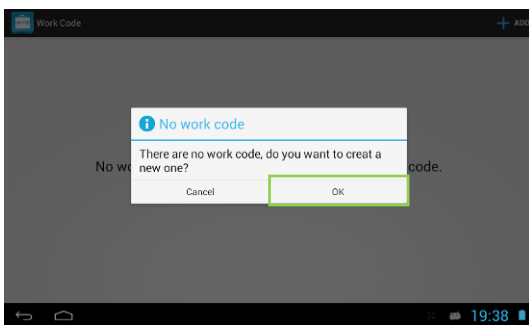 Work Code
ADD
No work code
There are no work code, do you want to creat a
new one?
No wo
code.
Cancel
OK
19:38